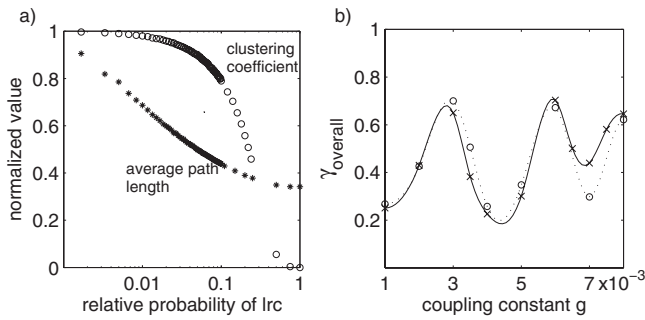 a)
1
0.8
0.6
0.4
0.2
0
normalized value
clustering
coefficient
average path
length
0.01
0.1
1
relative probability of lrc
b)
1
0.8
0.6
0.4
0.2
0
γoverall
1
3
5
7 x10⁻³
coupling constant g